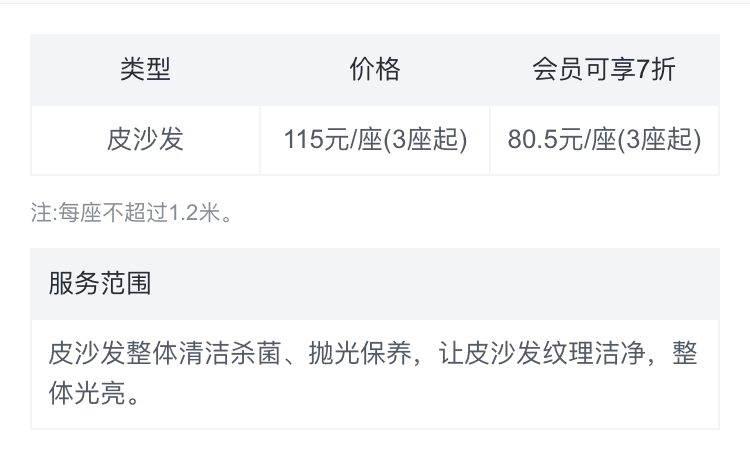 类型 价格 会员可享7折
皮沙发 115元/座(3座起) 80.5元/座(3座起)
注:每座不超过1.2米。
服务范围
皮沙发整体清洁杀菌、抛光保养，让皮沙发纹理洁净，整
体光亮。